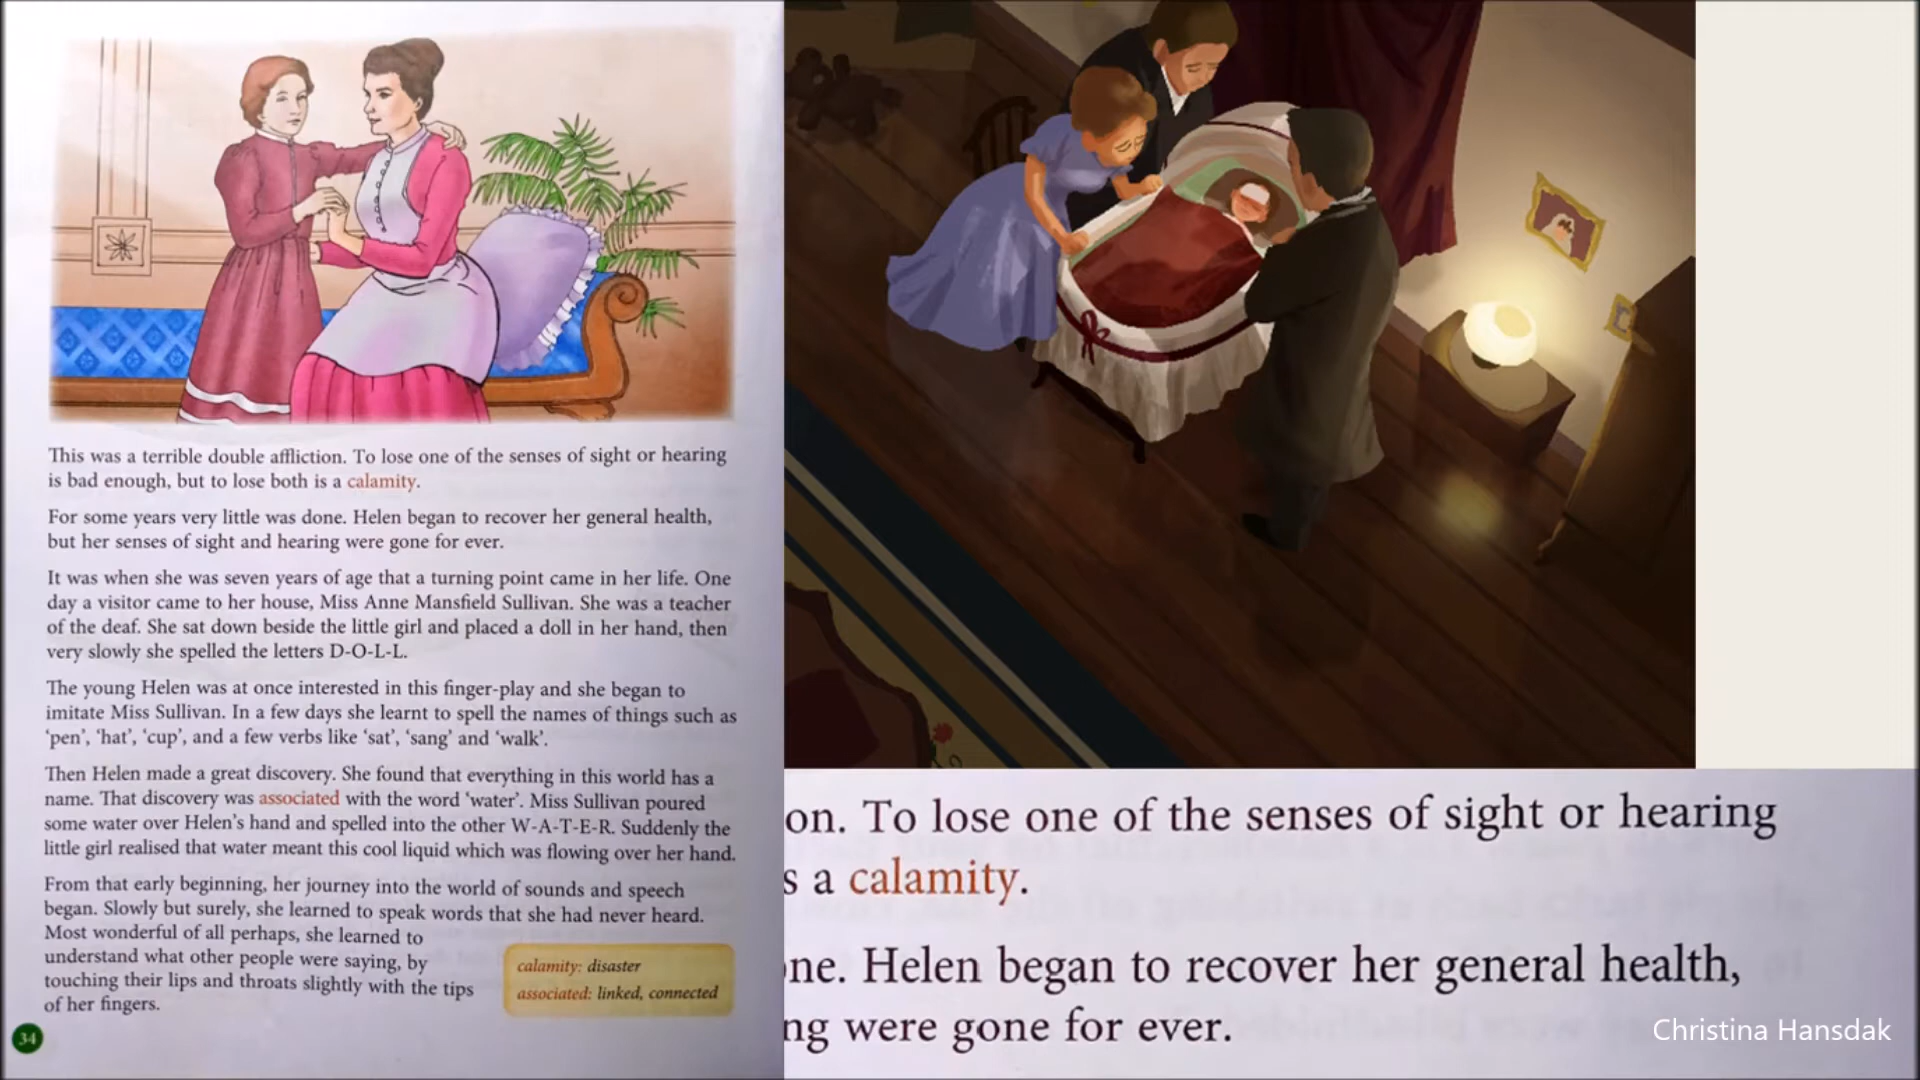 This was a terrible double affliction. To lose one of the senses of sight or hearing
is bad enough, but to lose both is a calamity.
For some years very little was done. Helen began to recover her general health,
but her senses of sight and hearing were gone for ever.
It was when she was seven years of age that a turning point came in her life. One
day a visitor came to her house, Miss Anne Mansfield Sullivan. She was a teacher
of the deaf. She sat down beside the little girl and placed a doll in her hand, then
very slowly she spelled the letters D-O-L-L.
The young Helen was at once interested in this finger-play and she began to
imitate Miss Sullivan. In a few days she learnt to spell the names of things such as
‘pen’, ‘hat’, ‘cup’, and a few verbs like ‘sat’, ‘sang’ and ‘walk’.
Then Helen made a great discovery. She found that everything in this world has a
name. That discovery was associated with the word ‘water’. Miss Sullivan poured
some water over Helen’s hand and spelled into the other W-A-T-E-R. Suddenly the
little girl realised that water meant this cool liquid which was flowing over her hand.
From that early beginning, her journey into the world of sounds and speech
began. Slowly but surely, she learned to speak words that she had never heard.
Most wonderful of all perhaps, she learned to
understand what other people were saying, by
touching their lips and throats slightly with the tips
of her fingers.
calamity: disaster
associated: linked, connected
34
on. To lose one of the senses of sight or hearing
s a calamity.
ne. Helen began to recover her general health,
ng were gone for ever.
Christina Hansdak